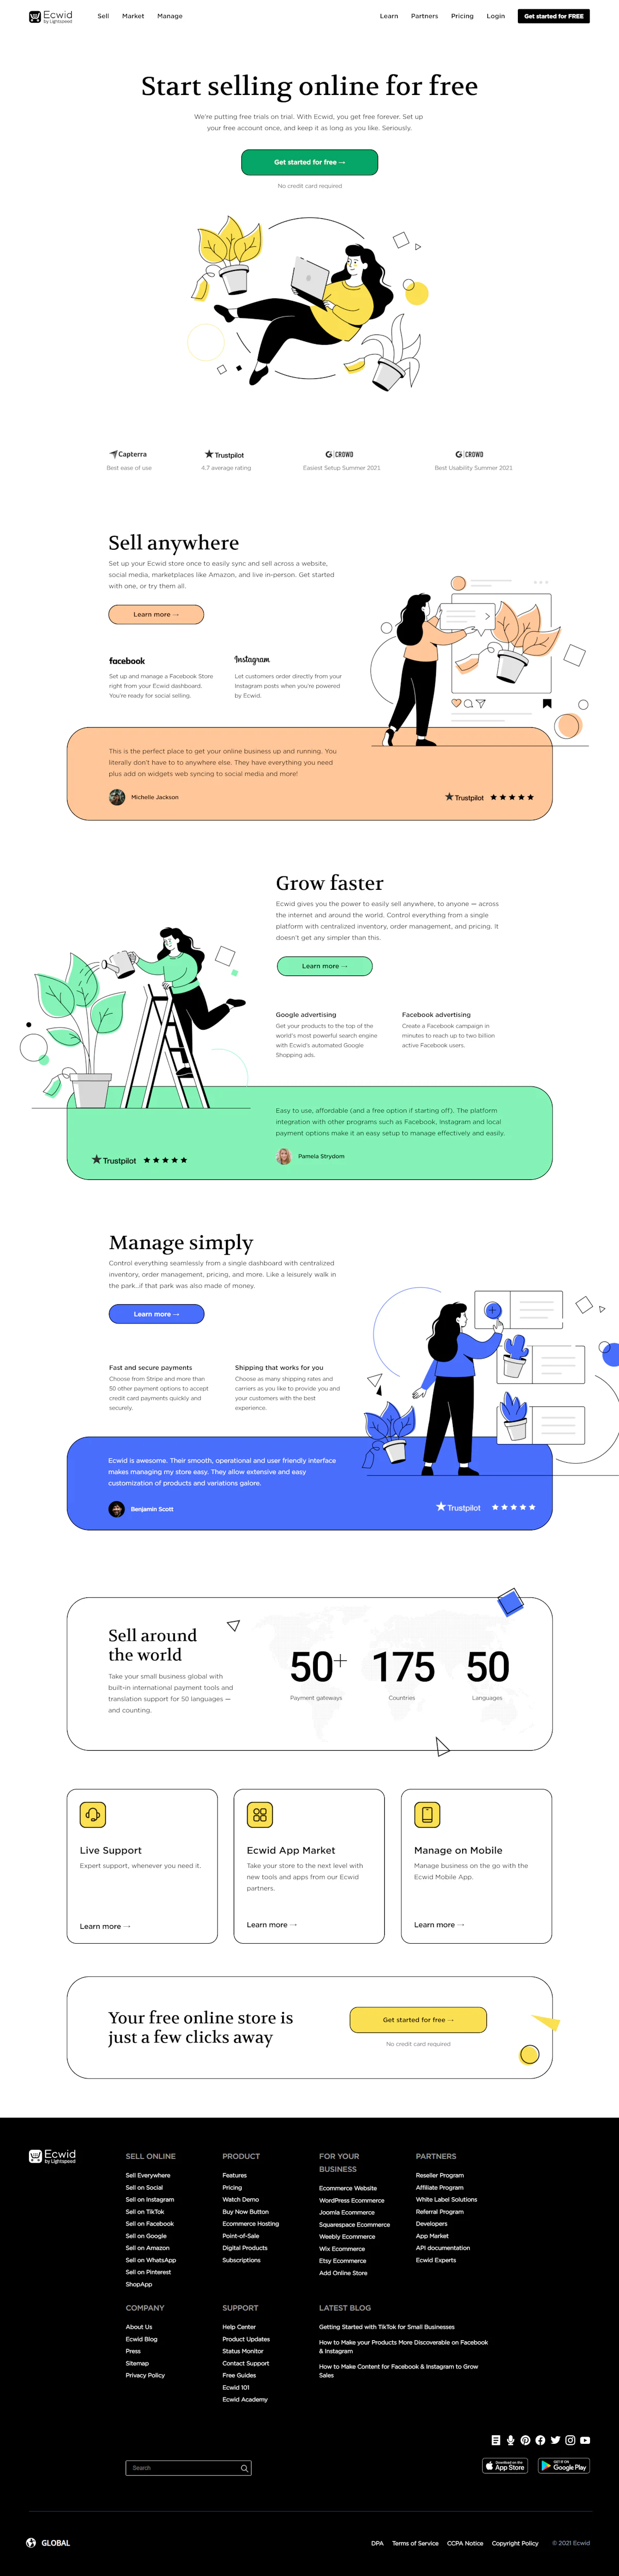 Ecwid
by Lightspeed
Sell Market Manage
Learn Partners Pricing Login Get started for FREE
Start selling online for free
We're putting free trials on trial. With Ecwid, you get free forever. Set up
your free account once, and keep it as long as you like. Seriously.
Get started for free →
No credit card required
Capterra
Best ease of use
Trustpilot
4.7 average rating
G CROWD
Easiest Setup Summer 2021
G CROWD
Best Usability Summer 2021
Sell anywhere
Set up your Ecwid store once to easily sync and sell across a website,
social media, marketplaces like Amazon, and live in-person. Get started
with one, or try them all.
Learn more →
facebook
Set up and manage a Facebook Store
right from your Ecwid dashboard.
You're ready for social selling.
Instagram
Let customers order directly from your
Instagram posts when you're powered
by Ecwid.
This is the perfect place to get your online business up and running. You
literally don't have to to anywhere else. They have everything you need
plus add on widgets web syncing to social media and more!
Michelle Jackson
Trustpilot
Grow faster
Ecwid gives you the power to easily sell anywhere, to anyone — across
the internet and around the world. Control everything from a single
platform with centralized inventory, order management, and pricing. It
doesn't get any simpler than this.
Learn more →
Google advertising
Get your products to the top of the
world's most powerful search engine
with Ecwid's automated Google
Shopping ads.
Facebook advertising
Create a Facebook campaign in
minutes to reach up to two billion
active Facebook users.
Easy to use, affordable (and a free option if starting off). The platform
integration with other programs such as Facebook, Instagram and local
payment options make it an easy setup to manage effectively and easily.
Pamela Strydom
Trustpilot
Manage simply
Control everything seamlessly from a single dashboard with centralized
inventory, order management, pricing, and more. Like a leisurely walk in
the park...if that park was also made of money.
Learn more →
Fast and secure payments
Choose from Stripe and more than
50 other payment options to accept
credit card payments quickly and
securely.
Shipping that works for you
Choose as many shipping rates and
carriers as you like to provide you and
your customers with the best
experience.
Ecwid is awesome. Their smooth, operational and user friendly interface
makes managing my store easy. They allow extensive and easy
customization of products and variations galore.
Benjamin Scott
Trustpilot
Sell around
the world
Take your small business global with
built-in international payment tools and
translation support for 50 languages —
and counting.
50+
Payment gateways
175
Countries
50
Languages
Live Support
Expert support, whenever you need it.
Learn more →
Ecwid App Market
Take your store to the next level with
new tools and apps from our Ecwid
partners.
Learn more →
Manage on Mobile
Manage business on the go with the
Ecwid Mobile App.
Learn more →
Your free online store is
just a few clicks away
Get started for free →
No credit card required
Ecwid
by Lightspeed
SELL ONLINE
Sell Everywhere
Sell on Social
Sell on Instagram
Sell on TikTok
Sell on Facebook
Sell on Google
Sell on Amazon
Sell on WhatsApp
Sell on Pinterest
ShopApp
PRODUCT
Features
Pricing
Watch Demo
Buy Now Button
Ecommerce Hosting
Point-of-Sale
Digital Products
Subscriptions
FOR YOUR
BUSINESS
Ecommerce Website
WordPress Ecommerce
Joomla Ecommerce
Squarespace Ecommerce
Weebly Ecommerce
Wix Ecommerce
Etsy Ecommerce
Add Online Store
PARTNERS
Reseller Program
Affiliate Program
White Label Solutions
Referral Program
Developers
App Market
API documentation
Ecwid Experts
COMPANY
About Us
Ecwid Blog
Press
Sitemap
Privacy Policy
SUPPORT
Help Center
Product Updates
Status Monitor
Contact Support
Free Guides
Ecwid 101
Ecwid Academy
LATEST BLOG
Getting Started with TikTok for Small Businesses
How to Make your Products More Discoverable on Facebook
& Instagram
How to Make Content for Facebook & Instagram to Grow
Sales
Search
Download on the
App Store
GET IT ON
Google Play
GLOBAL
DPA Terms of Service CCPA Notice Copyright Policy © 2021 Ecwid